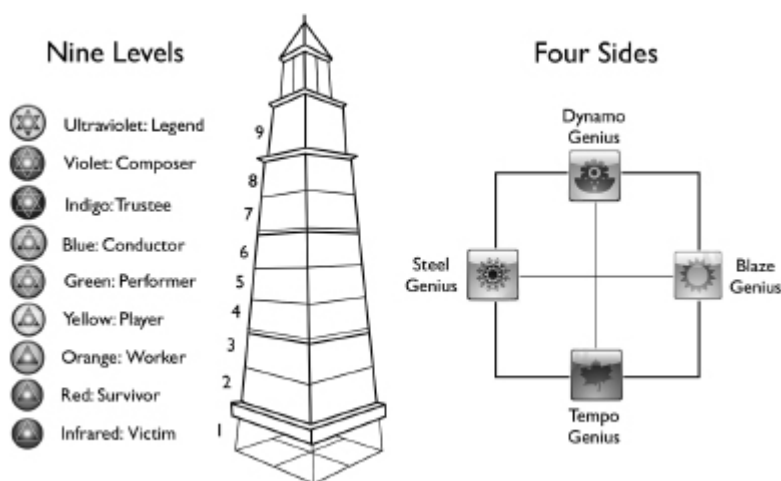 Nine Levels
Ultraviolet: Legend
Violet: Composer
Indigo: Trustee
Blue: Conductor
Green: Performer
Yellow: Player
Orange: Worker
Red: Survivor
Infrared: Victim
9
8
7
6
5
4
3
2
1
Four Sides
Dynamo
Genius
Steel
Genius
Blaze
Genius
Tempo
Genius